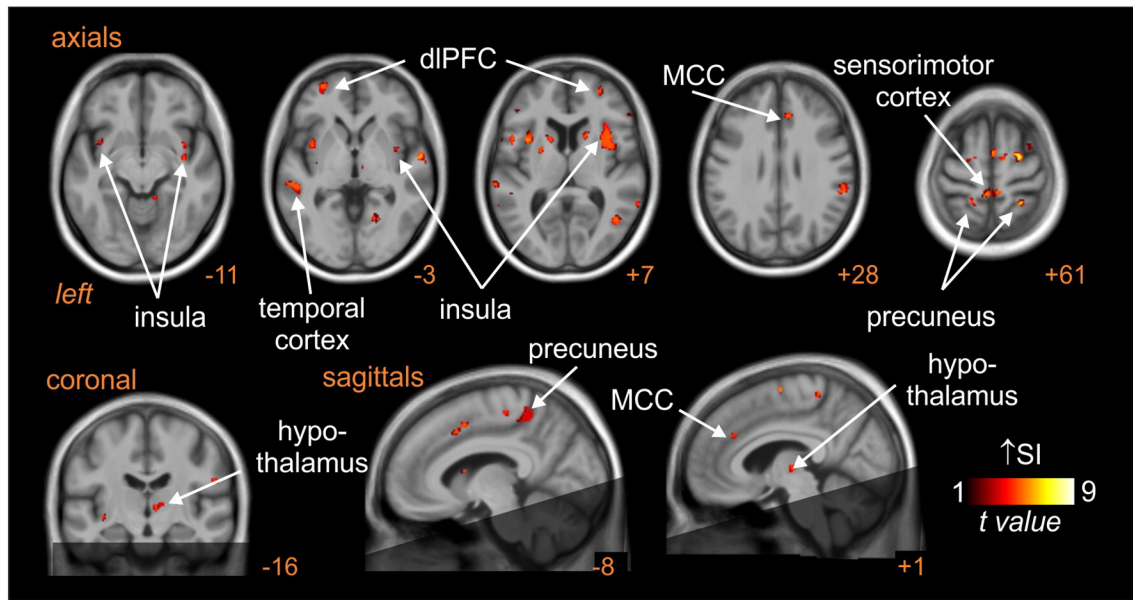 axials
dlPFC
MCC
sensorimotor
cortex
-11
-3
+7
+28
+61
left
insula
temporal
cortex
insula
precuneus
coronal
sagittals
precuneus
hypo-
thalamus
MCC
hypo-
thalamus
↑SI
1 9
t value
-16
-8
+1